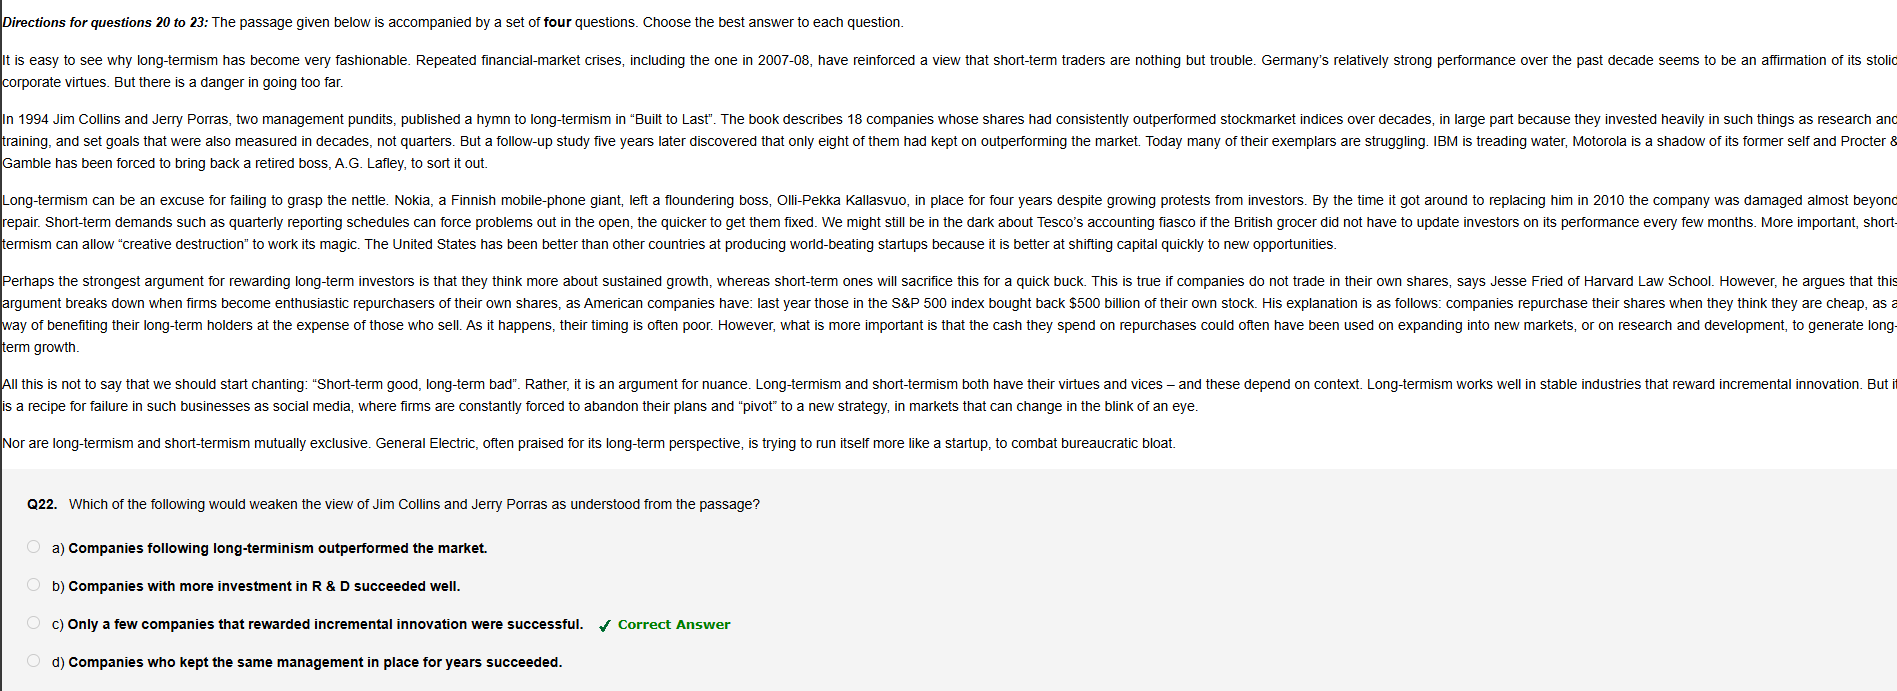 Directions for questions 20 to 23: The passage given below is accompanied by a set of four questions. Choose the best answer to each question.
It is easy to see why long-termism has become very fashionable. Repeated financial-market crises, including the one in 2007-08, have reinforced a view that short-term traders are nothing but trouble. Germany's relatively strong performance over the past decade seems to be an affirmation of its stolid
corporate virtues. But there is a danger in going too far.
In 1994 Jim Collins and Jerry Porras, two management pundits, published a hymn to long-termism in “Built to Last”. The book describes 18 companies whose shares had consistently outperformed stockmarket indices over decades, in large part because they invested heavily in such things as research and
training, and set goals that were also measured in decades, not quarters. But a follow-up study five years later discovered that only eight of them had kept on outperforming the market. Today many of their exemplars are struggling. IBM is treading water, Motorola is a shadow of its former self and Procter &
Gamble has been forced to bring back a retired boss, A.G. Lafley, to sort it out.
Long-termism can be an excuse for failing to grasp the nettle. Nokia, a Finnish mobile-phone giant, left a floundering boss, Olli-Pekka Kallasvuo, in place for four years despite growing protests from investors. By the time it got around to replacing him in 2010 the company was damaged almost beyond
repair. Short-term demands such as quarterly reporting schedules can force problems out in the open, the quicker to get them fixed. We might still be in the dark about Tesco's accounting fiasco if the British grocer did not have to update investors on its performance every few months. More important, short-
termism can allow “creative destruction” to work its magic. The United States has been better than other countries at producing world-beating startups because it is better at shifting capital quickly to new opportunities.
Perhaps the strongest argument for rewarding long-term investors is that they think more about sustained growth, whereas short-term ones will sacrifice this for a quick buck. This is true if companies do not trade in their own shares, says Jesse Fried of Harvard Law School. However, he argues that this
argument breaks down when firms become enthusiastic repurchasers of their own shares, as American companies have: last year those in the S&P 500 index bought back $500 billion of their own stock. His explanation is as follows: companies repurchase their shares when they think they are cheap, as a
way of benefiting their long-term holders at the expense of those who sell. As it happens, their timing is often poor. However, what is more important is that the cash they spend on repurchases could often have been used on expanding into new markets, or on research and development, to generate long-
term growth.
All this is not to say that we should start chanting: “Short-term good, long-term bad”. Rather, it is an argument for nuance. Long-termism and short-termism both have their virtues and vices – and these depend on context. Long-termism works well in stable industries that reward incremental innovation. But it
is a recipe for failure in such businesses as social media, where firms are constantly forced to abandon their plans and “pivot” to a new strategy, in markets that can change in the blink of an eye.
Nor are long-termism and short-termism mutually exclusive. General Electric, often praised for its long-term perspective, is trying to run itself more like a startup, to combat bureaucratic bloat.
Q22. Which of the following would weaken the view of Jim Collins and Jerry Porras as understood from the passage?
a) Companies following long-terminism outperformed the market.
b) Companies with more investment in R & D succeeded well.
c) Only a few companies that rewarded incremental innovation were successful. ✓ Correct Answer
d) Companies who kept the same management in place for years succeeded.